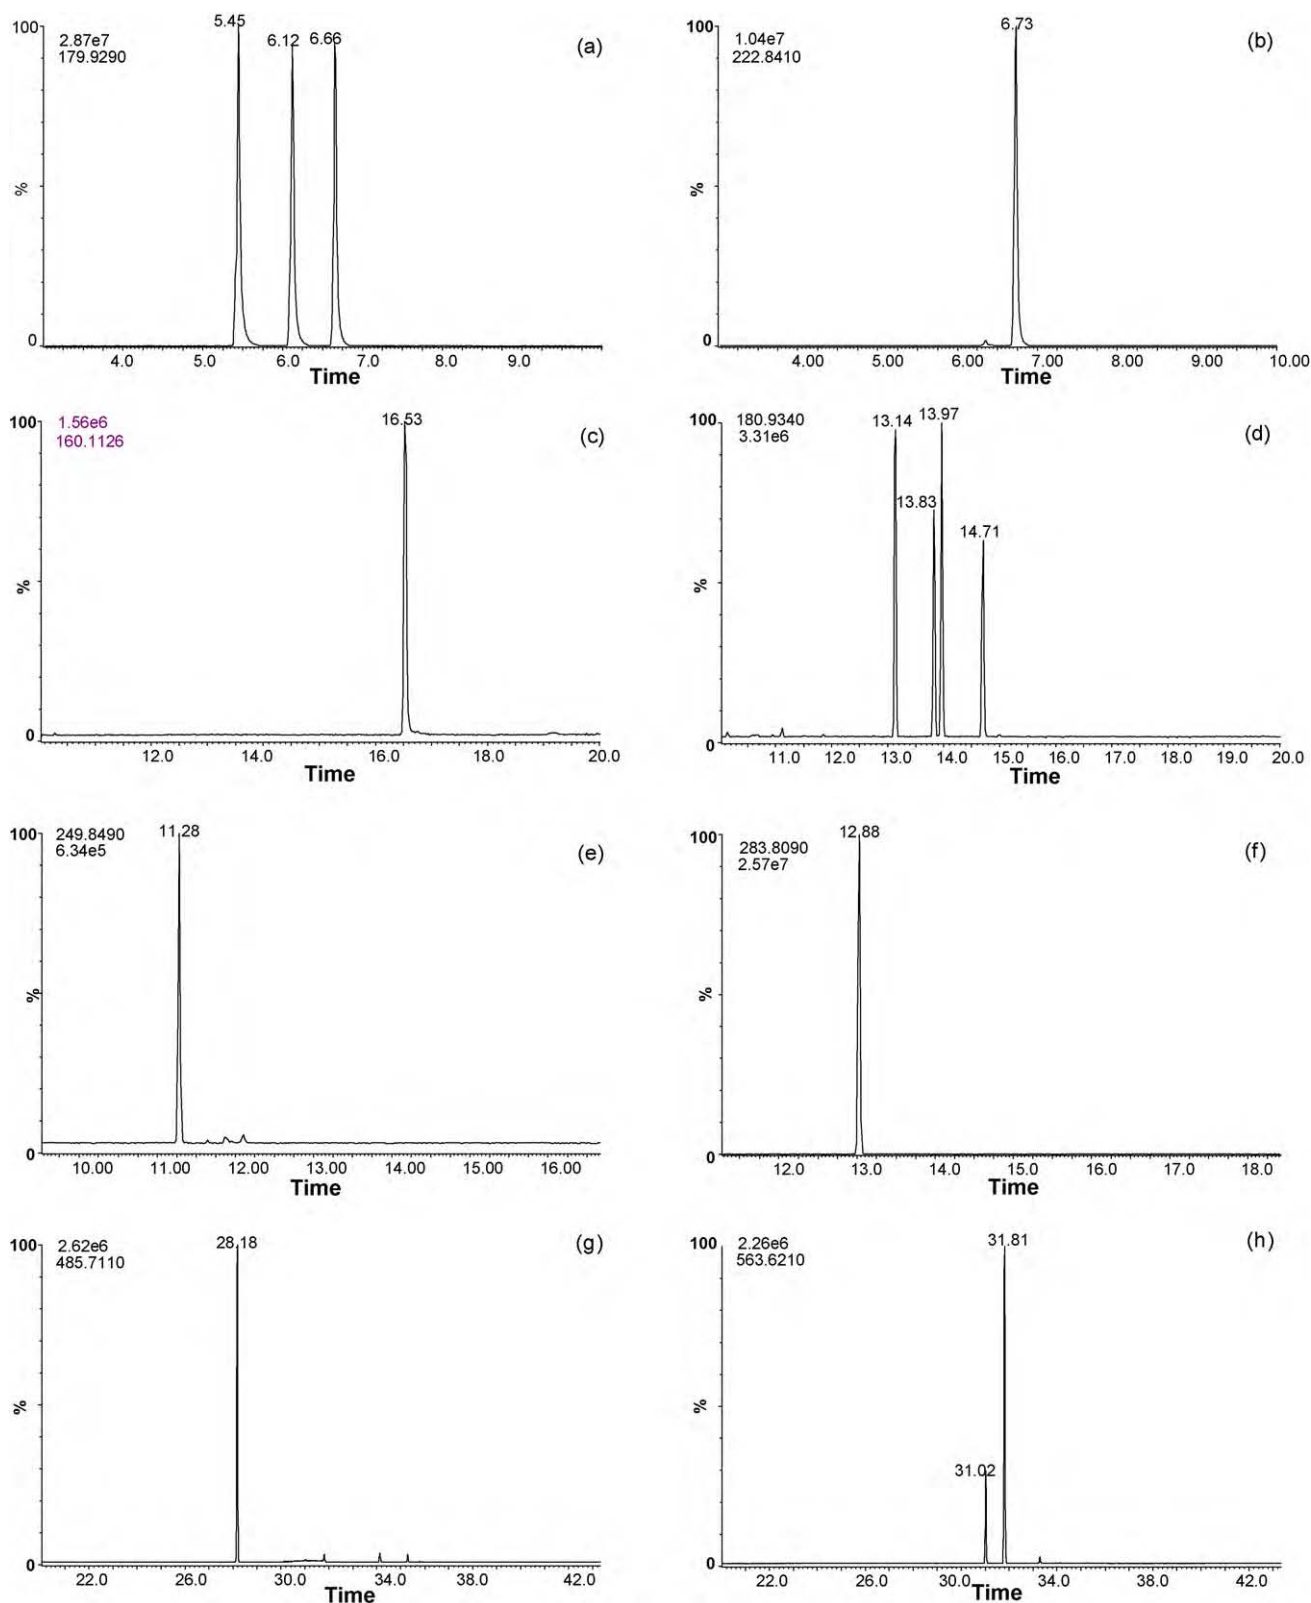 100
2.87e7
179.9290
5.45
6.12
6.66
(a)
%
0
4.0 5.0 6.0 7.0 8.0 9.0
Time
100
1.04e7
222.8410
6.73
(b)
%
0
4.00 5.00 6.00 7.00 8.00 9.00 10.00
Time
100
1.56e6
160.1126
16.53
(c)
%
0
12.0 14.0 16.0 18.0 20.0
Time
100
180.9340
3.31e6
13.14
13.97
13.83
14.71
(d)
%
0
11.0 12.0 13.0 14.0 15.0 16.0 17.0 18.0 19.0 20.0
Time
100
249.8490
6.34e5
11.28
(e)
%
0
10.00 11.00 12.00 13.00 14.00 15.00 16.00
Time
100
283.8090
2.57e7
12.88
(f)
%
0
12.0 13.0 14.0 15.0 16.0 17.0 18.0
Time
100
2.62e6
485.7110
28.18
(g)
%
0
22.0 26.0 30.0 34.0 38.0 42.0
Time
100
2.26e6
563.6210
31.81
31.02
(h)
%
0
22.0 26.0 30.0 34.0 38.0 42.0
Time